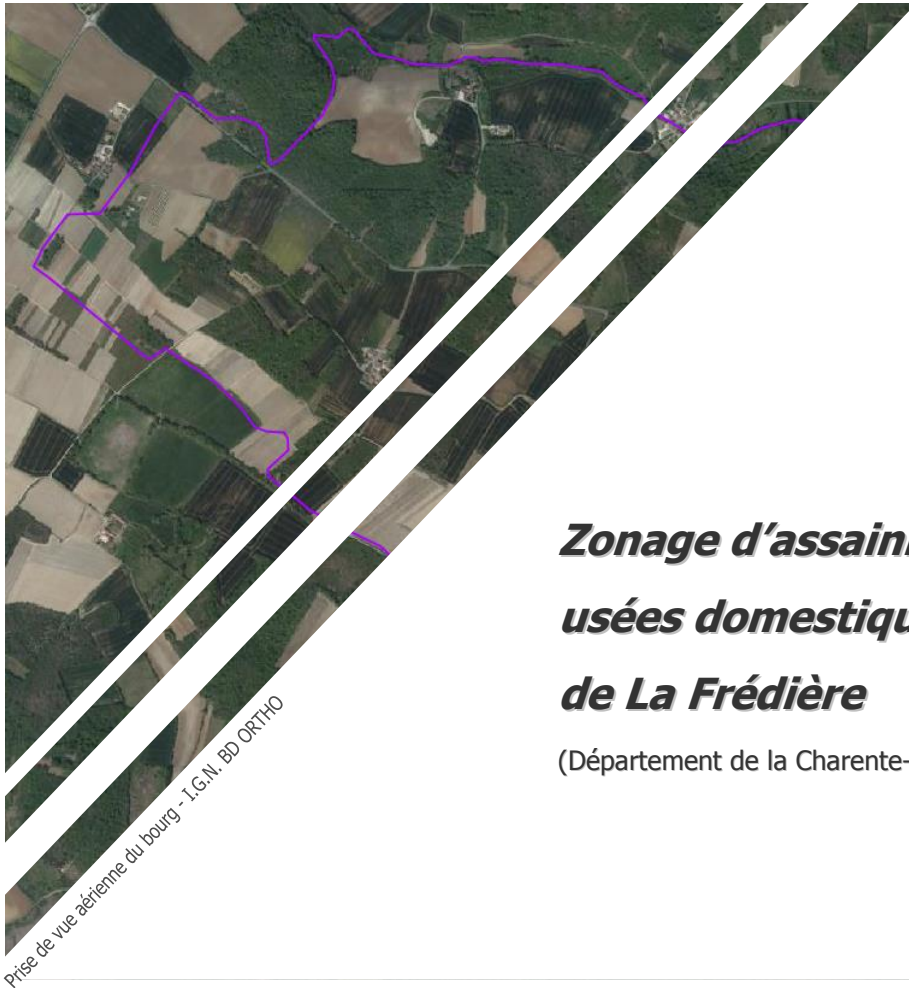 Zonage d'assain
usées domestiqu
de La Frédière
(Département de la Charente-
Prise de vue aérienne du bourg - I.G.N. BD ORTHO